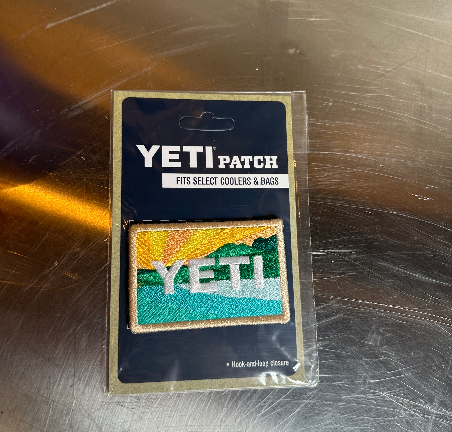 YETI PATCH
FITS SELECT COOLERS & BAGS
YETI
• Hook-and-loop closure